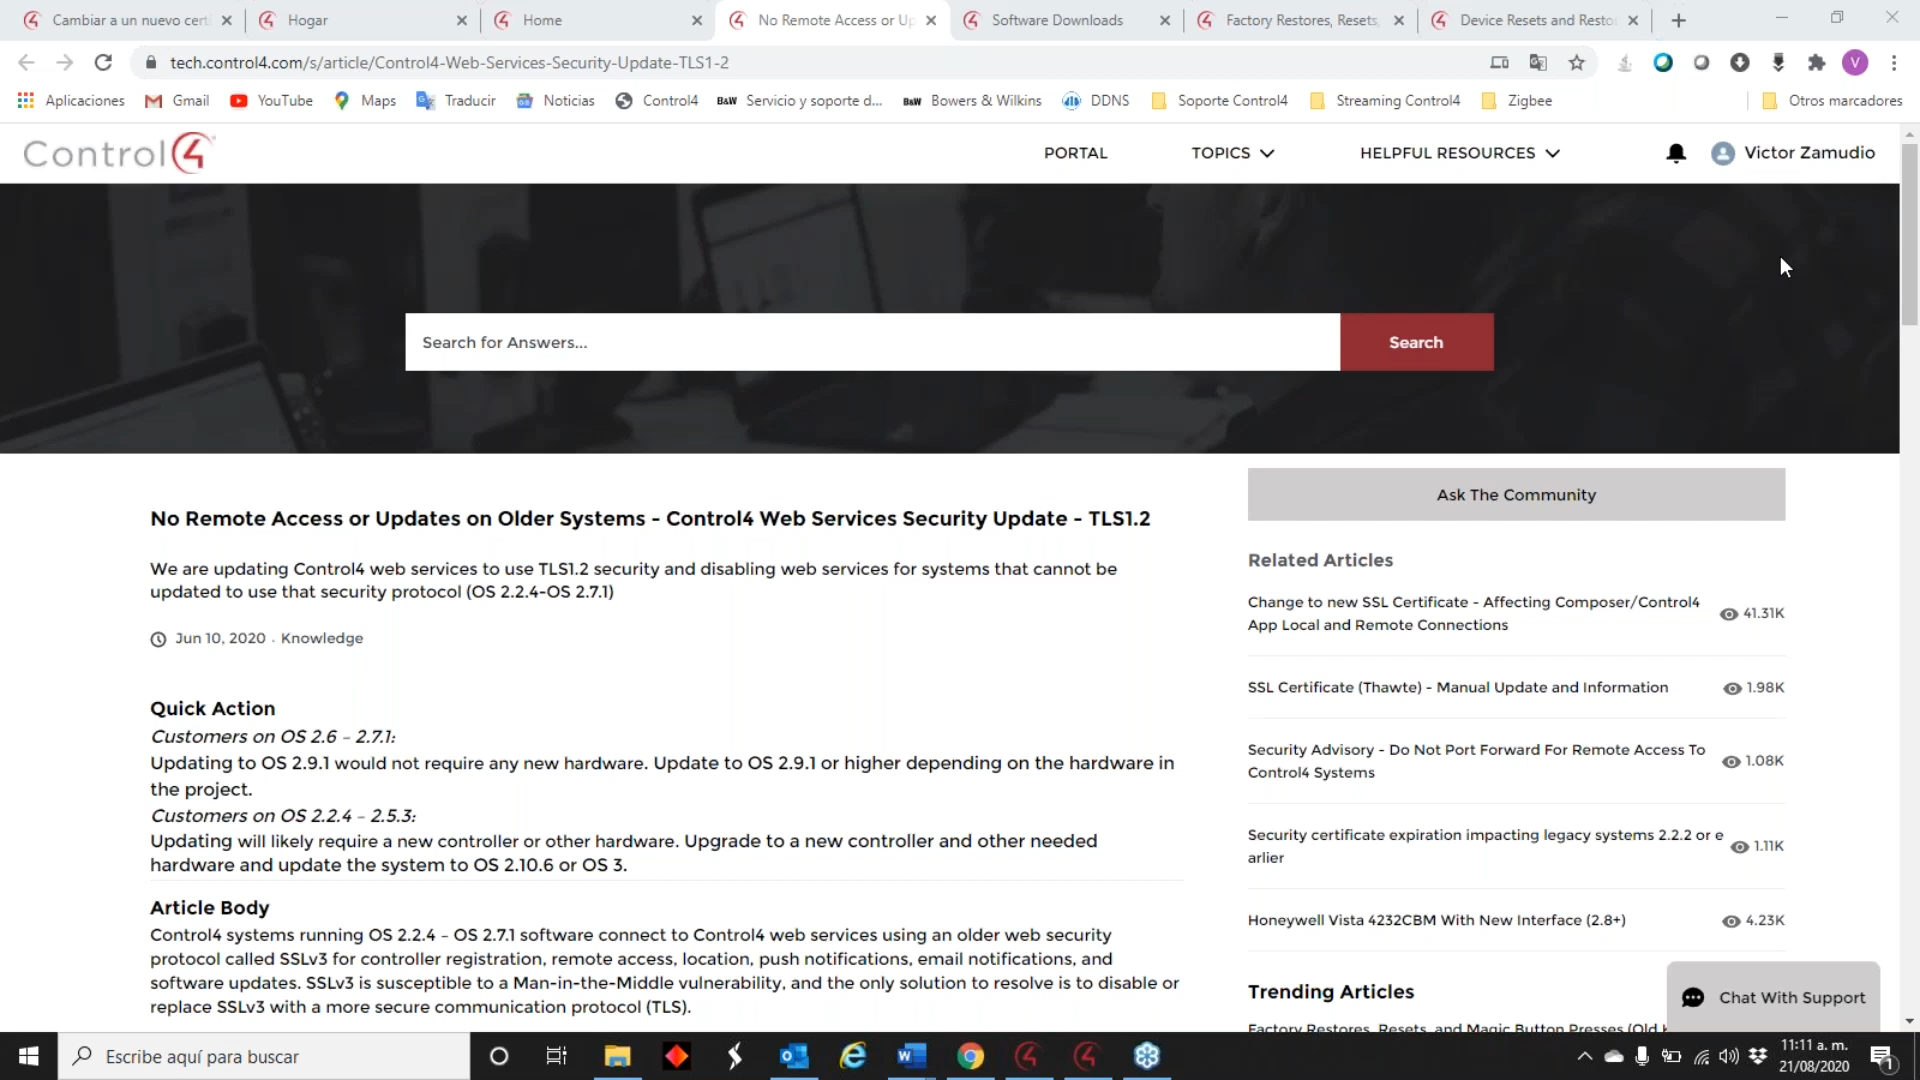 Cambiar a un nuevo cert
Hogar
Home
No Remote Access or Up
Software Downloads
Factory Restores, Resets,
Device Resets and Resto
tech.control4.com/s/article/Control4-Web-Services-Security-Update-TLS1-2
V
Aplicaciones
Gmail
YouTube
Maps
Traducir
Noticias
Control4
B&W Servicio y soporte d...
B&W Bowers & Wilkins
DDNS
Soporte Control4
Streaming Control4
Zigbee
Otros marcadores
Control4
PORTAL
TOPICS
HELPFUL RESOURCES
Victor Zamudio
Search for Answers...
Search
No Remote Access or Updates on Older Systems - Control4 Web Services Security Update - TLS1.2
We are updating Control4 web services to use TLS1.2 security and disabling web services for systems that cannot be
updated to use that security protocol (OS 2.2.4-OS 2.7.1)
Jun 10, 2020 . Knowledge
Quick Action
Customers on OS 2.6 – 2.7.1:
Updating to OS 2.9.1 would not require any new hardware. Update to OS 2.9.1 or higher depending on the hardware in
the project.
Customers on OS 2.2.4 – 2.5.3:
Updating will likely require a new controller or other hardware. Upgrade to a new controller and other needed
hardware and update the system to OS 2.10.6 or OS 3.
Article Body
Control4 systems running OS 2.2.4 – OS 2.7.1 software connect to Control4 web services using an older web security
protocol called SSLv3 for controller registration, remote access, location, push notifications, email notifications, and
software updates. SSLv3 is susceptible to a Man-in-the-Middle vulnerability, and the only solution to resolve is to disable or
replace SSLv3 with a more secure communication protocol (TLS).
Ask The Community
Related Articles
Change to new SSL Certificate - Affecting Composer/Control4
App Local and Remote Connections
41.31K
SSL Certificate (Thawte) - Manual Update and Information
1.98K
Security Advisory - Do Not Port Forward For Remote Access To
Control4 Systems
1.08K
Security certificate expiration impacting legacy systems 2.2.2 or e
arlier
1.11K
Honeywell Vista 4232CBM With New Interface (2.8+)
4.23K
Trending Articles
Factory Restores, Resets, and Magic Button Presses (Old
Chat With Support
Escribe aquí para buscar
11:11 a. m.
21/08/2020
1